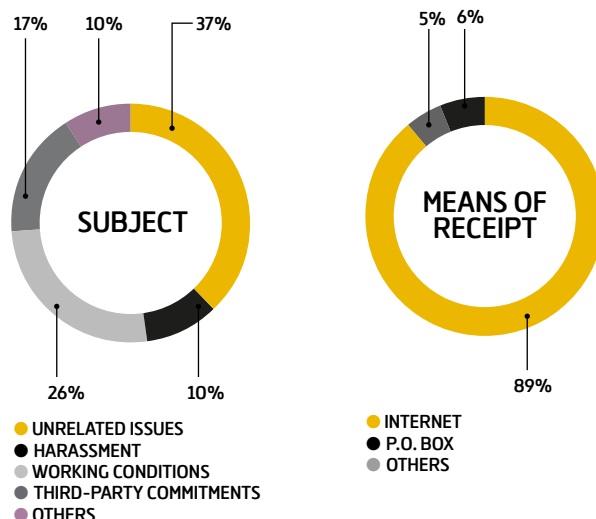 17%
10%
37%
SUBJECT
26%
10%
UNRELATED ISSUES
HARASSMENT
WORKING CONDITIONS
THIRD-PARTY COMMITMENTS
OTHERS
5%
6%
MEANS OF
RECEIPT
89%
INTERNET
P.O. BOX
OTHERS